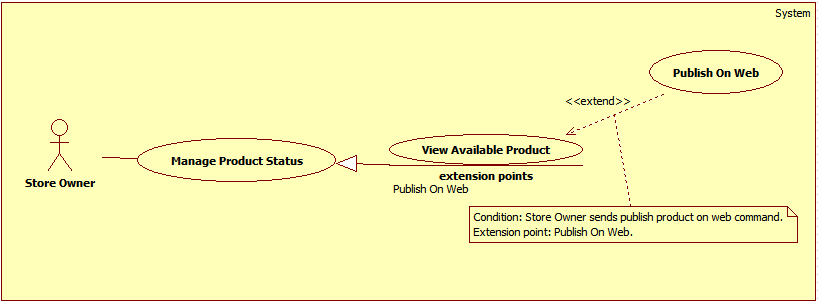 System
Publish On Web
<<extend>>
View Available Product
Manage Product Status
extension points
Store Owner
Publish On Web
Condition: Store Owner sends publish product on web command.
Extension point: Publish On Web.